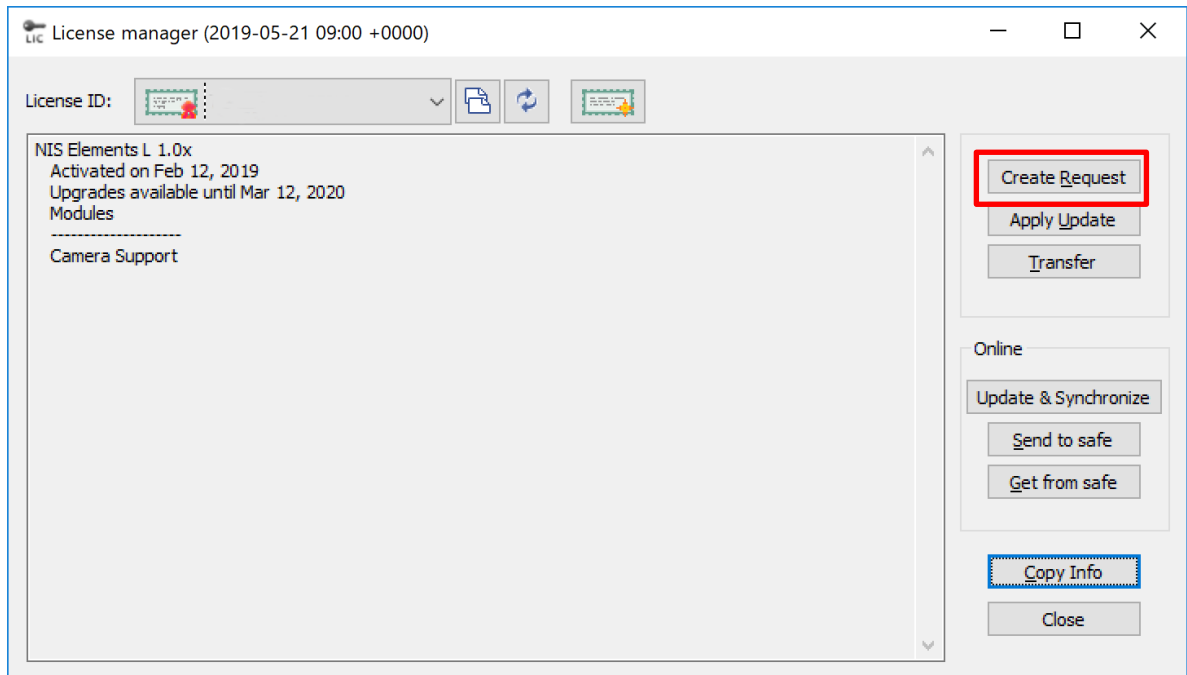 LIC License manager (2019-05-21 09:00 +0000)
License ID:
NIS Elements L 1.0x
Activated on Feb 12, 2019
Upgrades available until Mar 12, 2020
Modules
--------------------
Camera Support
Create Request
Apply Update
Transfer
Online
Update & Synchronize
Send to safe
Get from safe
Copy Info
Close